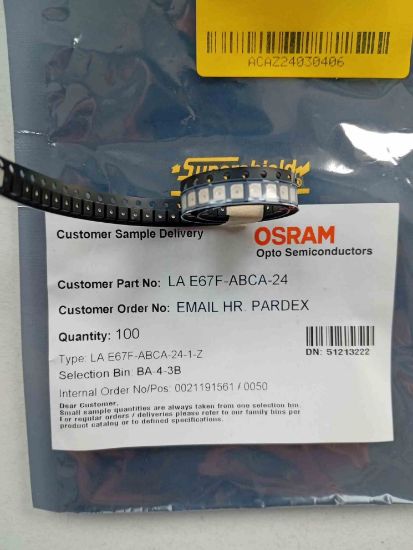 ACAZ24030406
Supershield
Customer Sample Delivery
OSRAM
Opto Semiconductors
Customer Part No: LA E67F-ABCA-24
Customer Order No: EMAIL HR. PARDEX
Quantity: 100
DN: 51213222
Type: LA E67F-ABCA-24-1-Z
Selection Bin: BA-4-3B
Internal Order No/Pos: 0021191561 / 0050
Dear Customer,
Small sample quantities are always taken from one selection bin.
For regular orders / deliveries please refer to our family bins per
product catalog or to defined specifications.